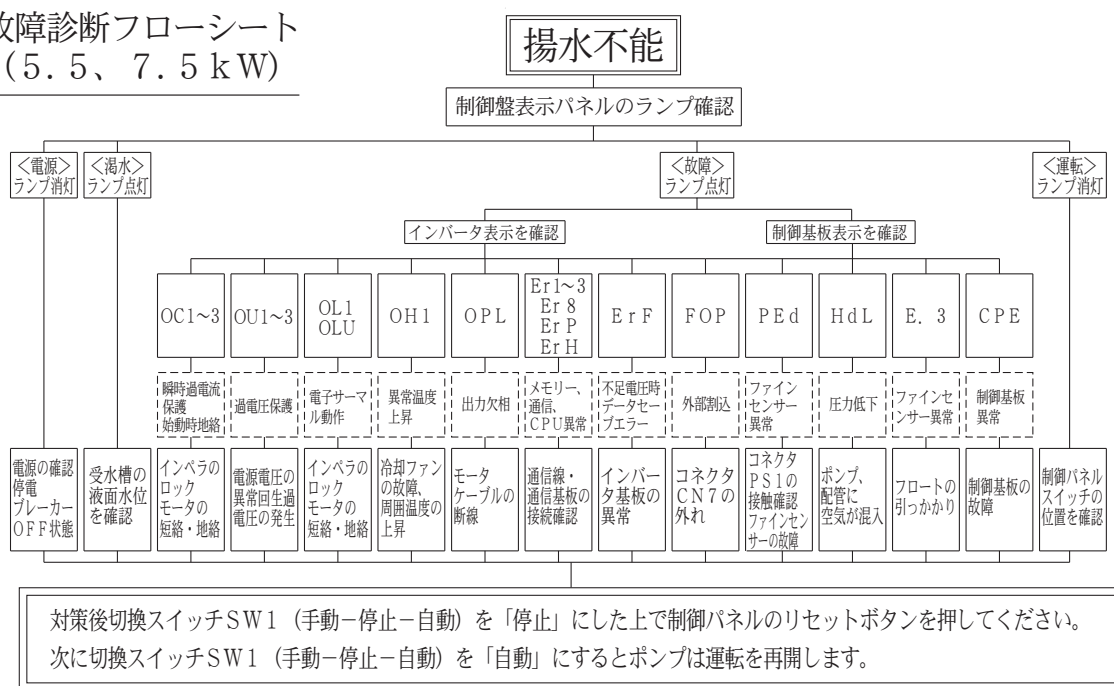 故障診断フローシート
(5.5、7.5kW)
揚水不能
制御盤表示パネルのランプ確認
<電源>
ランプ消灯
<渇水>
ランプ点灯
<故障>
ランプ点灯
<運転>
ランプ消灯
インバータ表示を確認
制御基板表示を確認
OC1~3
OU1~3
OL1
OLU
OH1
OPL
Er1~3
Er8
ErP
ErH
ErF
FOP
PEd
HdL
E.3
CPE
瞬時過電流
保護
始動時地絡
過電圧保護
電子サーマ
ル動作
異常温度
上昇
出力欠相
メモリー、
通信、
CPU異常
不足電圧時
データセー
ブエラー
外部割込
ファイン
センサー
異常
圧力低下
ファインセ
ンサー異常
制御基板
異常
電源の確認
停電
ブレーカー
OFF状態
受水槽の
液面水位
を確認
インペラの
ロック
モータの
短絡・地絡
電源電圧の
異常回生過
電圧の発生
インペラの
ロック
モータの
短絡・地絡
冷却ファン
の故障、
周囲温度の
上昇
モータ
ケーブルの
断線
通信線・
通信基板の
接続確認
インバー
タ基板の
異常
コネクタ
CN7の
外れ
コネクタ
PS1の
接触確認
ファインセン
サーの故障
ポンプ、
配管に
空気が混入
フロートの
引っかかり
制御基板の
故障
制御パネル
スイッチの
位置を確認
対策後切換スイッチSW1(手動-停止-自動)を「停止」にした上で制御パネルのリセットボタンを押してください。
次に切換スイッチSW1(手動-停止-自動)を「自動」にするとポンプは運転を再開します。